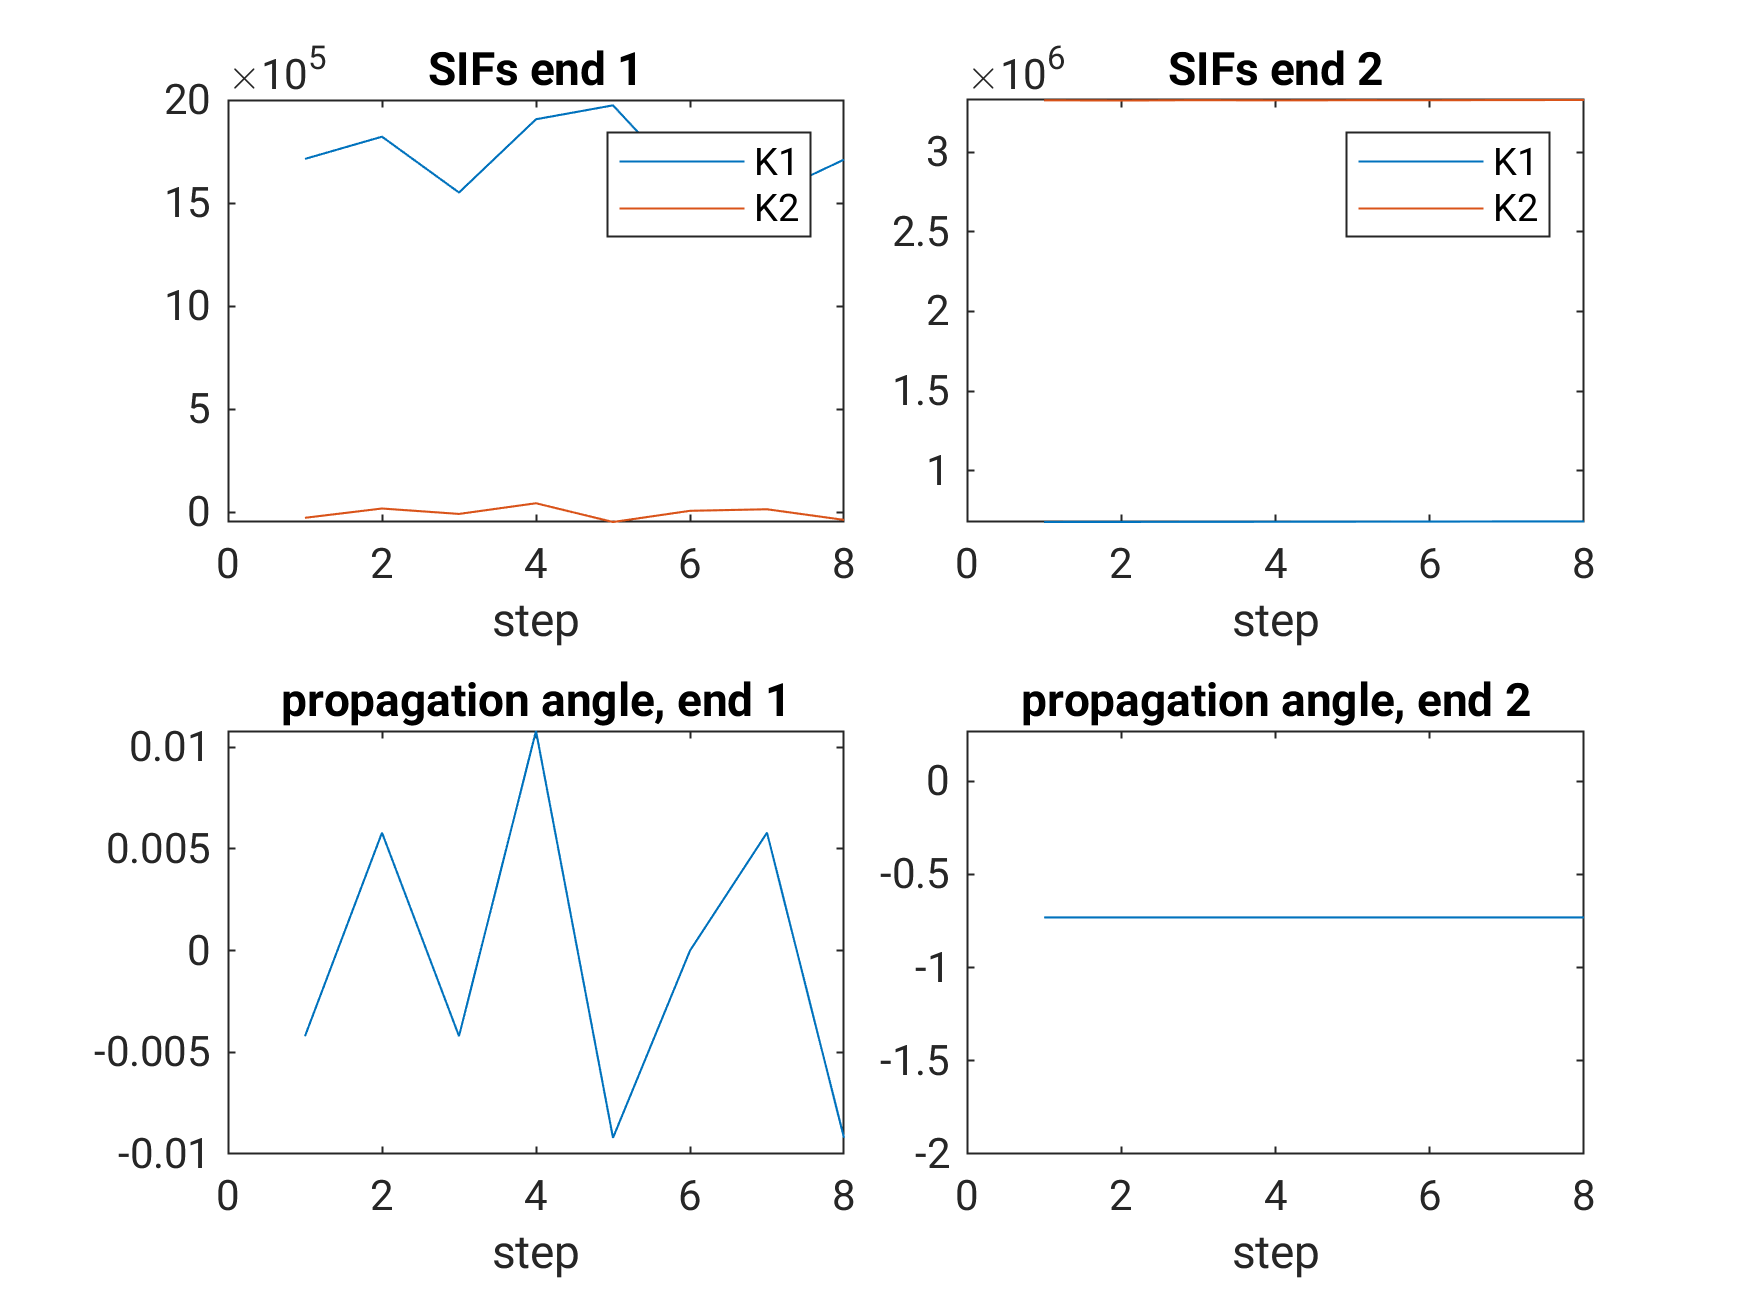 ×10^5
SIFs end 1
20
15
10
5
0
K1
K2
0 2 4 6 8
step
×10^6
SIFs end 2
3
2.5
2
1.5
1
K1
K2
0 2 4 6 8
step
propagation angle, end 1
0.01
0.005
0
-0.005
-0.01
0 2 4 6 8
step
propagation angle, end 2
0
-0.5
-1
-1.5
-2
0 2 4 6 8
step